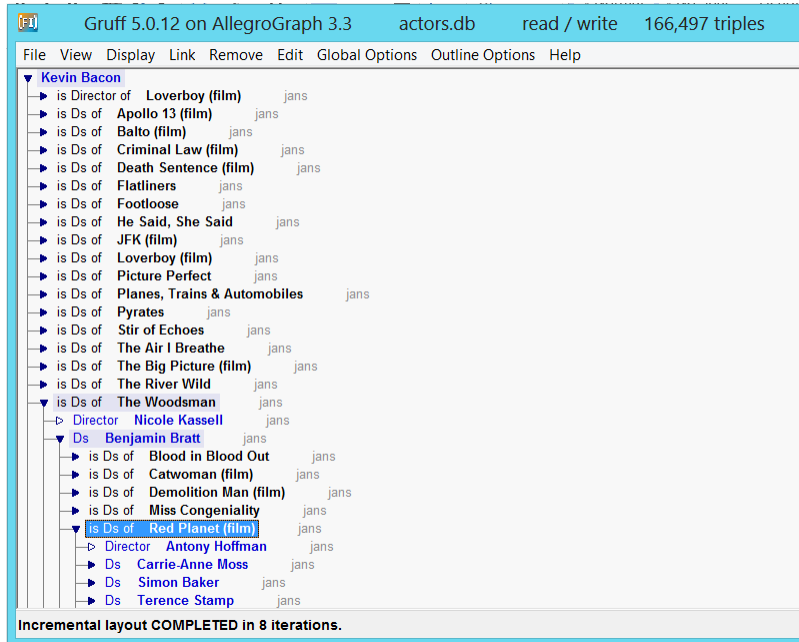 Gruff 5.0.12 on AllegroGraph 3.3 actors.db read / write 166,497 triples
File View Display Link Remove Edit Global Options Outline Options Help
Kevin Bacon
is Director of Loverboy (film) jans
is Ds of Apollo 13 (film) jans
is Ds of Balto (film) jans
is Ds of Criminal Law (film) jans
is Ds of Death Sentence (film) jans
is Ds of Flatliners jans
is Ds of Footloose jans
is Ds of He Said, She Said jans
is Ds of JFK (film) jans
is Ds of Loverboy (film) jans
is Ds of Picture Perfect jans
is Ds of Planes, Trains & Automobiles jans
is Ds of Pyrates jans
is Ds of Stir of Echoes jans
is Ds of The Air I Breathe jans
is Ds of The Big Picture (film) jans
is Ds of The River Wild jans
is Ds of The Woodsman jans
Director Nicole Kassell jans
Ds Benjamin Bratt jans
is Ds of Blood in Blood Out jans
is Ds of Catwoman (film) jans
is Ds of Demolition Man (film) jans
is Ds of Miss Congeniality jans
is Ds of Red Planet (film) jans
Director Antony Hoffman jans
Ds Carrie-Anne Moss jans
Ds Simon Baker jans
Ds Terence Stamp jans
Incremental layout COMPLETED in 8 iterations.